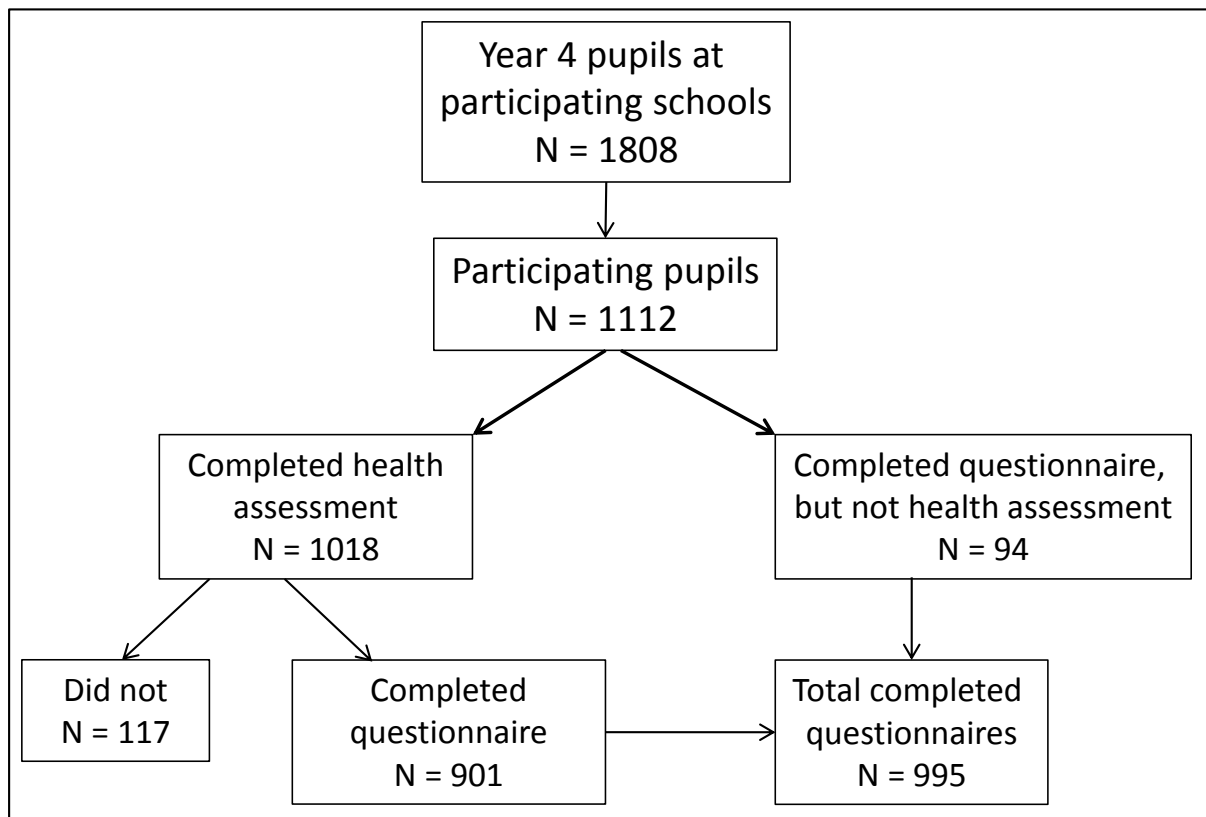 Year 4 pupils at
participating schools
N = 1808
Participating pupils
N = 1112
Completed health
assessment
N = 1018
Completed questionnaire,
but not health assessment
N = 94
Did not
N = 117
Completed
questionnaire
N = 901
Total completed
questionnaires
N = 995